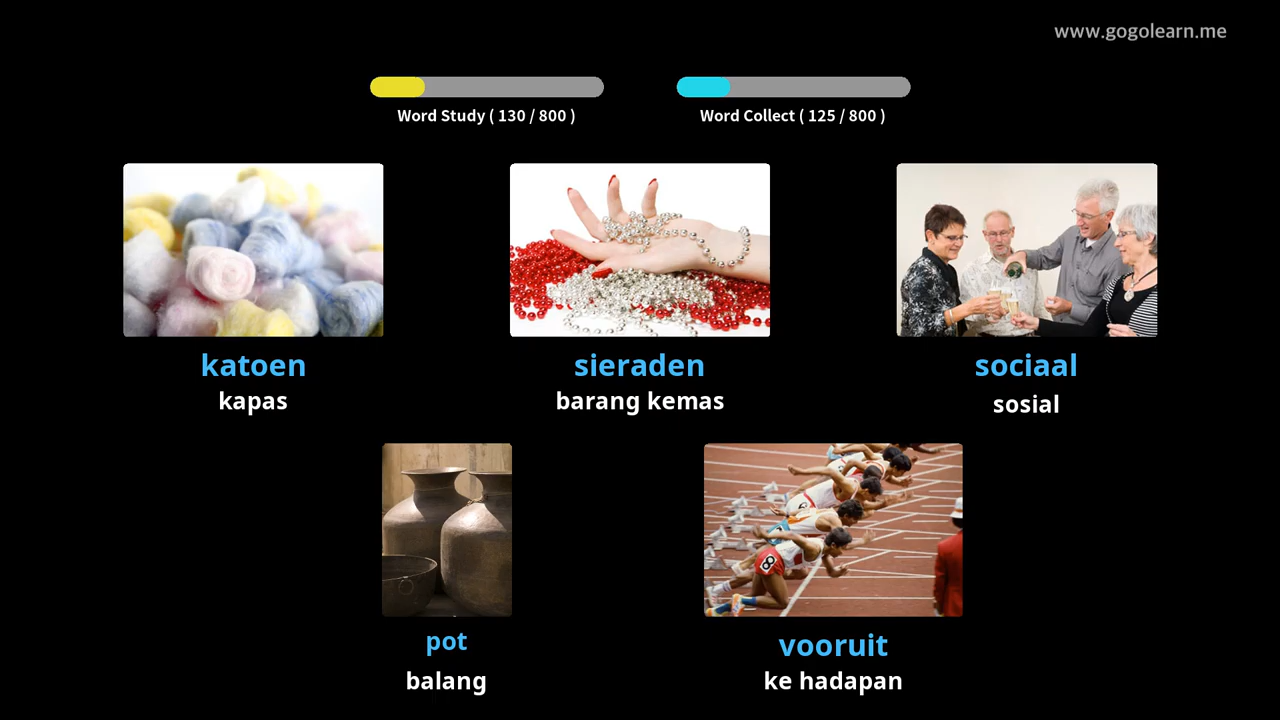 www.gogolearn.me
Word Study ( 130 / 800 )
Word Collect ( 125 / 800 )
katoen
kapas
sieraden
barang kemas
sociaal
sosial
pot
balang
vooruit
ke hadapan